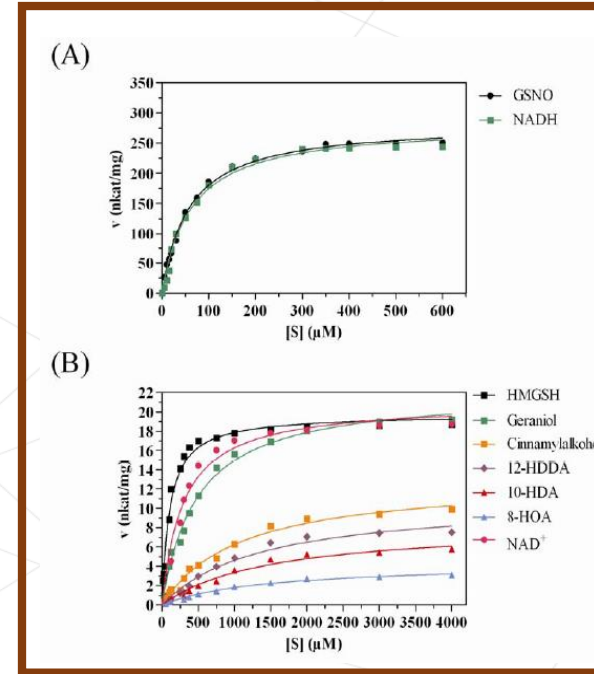 (A)
350
300
250
200
150
100
50
0
v (nkat/mg)
0 100 200 300 400 500 600
[S] (µM)
GSNO
NADH
(B)
22
20
18
16
14
12
10
8
6
4
2
0
v (nkat/mg)
0 500 1000 1500 2000 2500 3000 3500 4000
[S] (µM)
HMGSH
Geraniol
Cinnamylalkoho
12-HDDA
10-HDA
8-HOA
NAD⁺